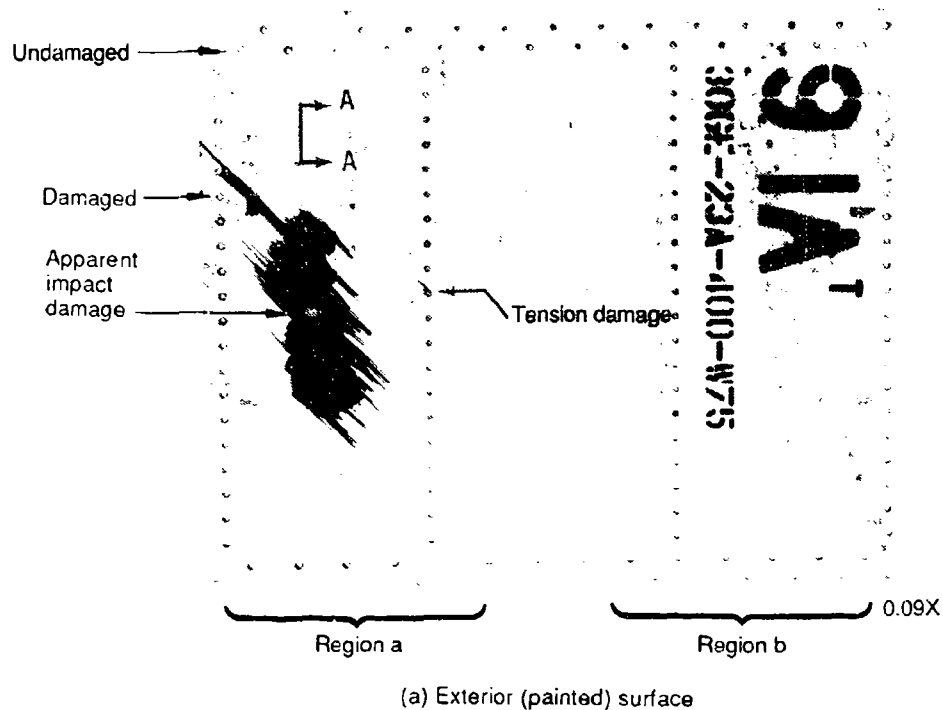 Undamaged
A
A
Damaged
Apparent
impact
damage
Tension damage
0.09X
Region a
Region b
(a) Exterior (painted) surface